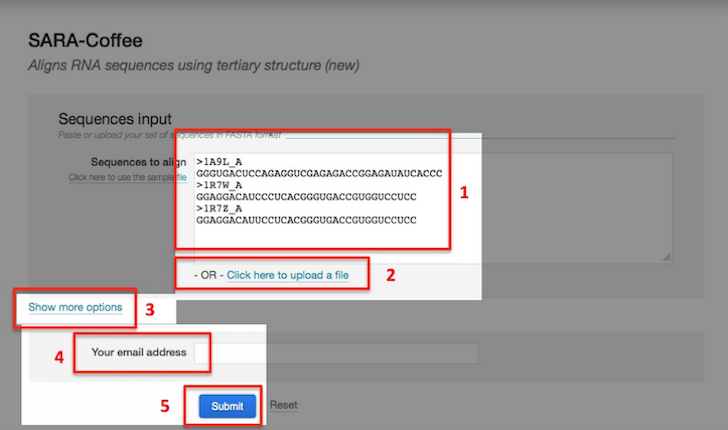 SARA-Coffee
Aligns RNA sequences using tertiary structure (new)
Sequences input
Paste or upload your set of sequences in FASTA format
Sequences to align
Click here to use the sample file
>1A9L_A
GGGUGACUCCAGAGGUCGAGAGACCGGAGAUAUCACCC
>1R7W_A
GGAGGACAUCCCUCACGGGUGACCGUGGUCCUCC
>1R7Z_A
GGAGGACAUUCCUCACGGGUGACCGUGGUCCUCC
1
- OR - Click here to upload a file
2
Show more options
3
4
Your email address
5
Submit
Reset